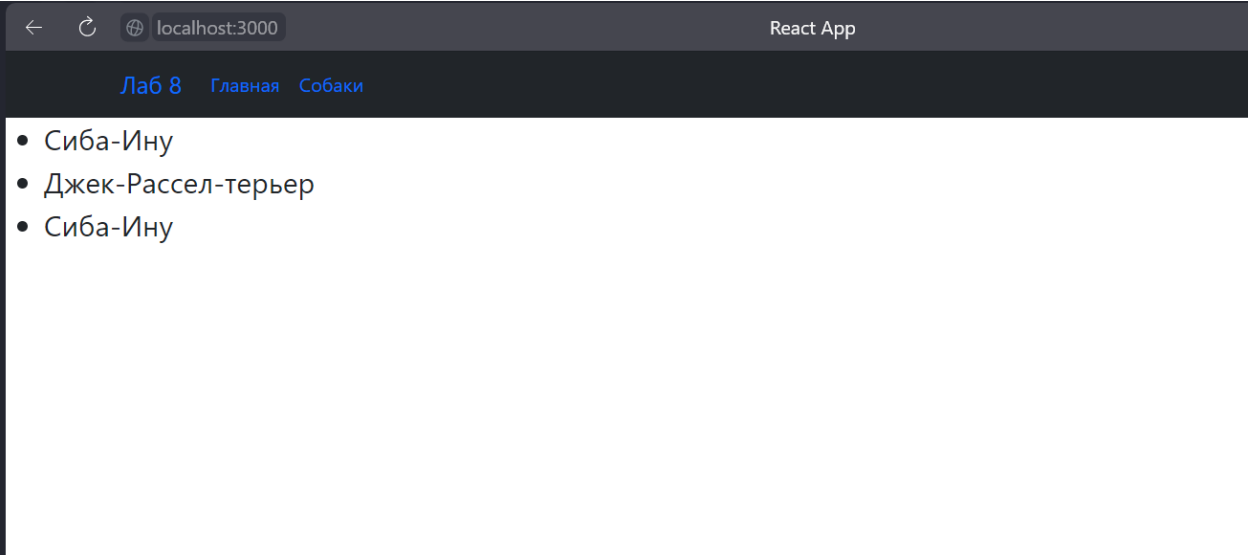 localhost:3000 React App
Лаб 8 Главная Собаки
Сиба-Ину
Джек-Рассел-терьер
Сиба-Ину